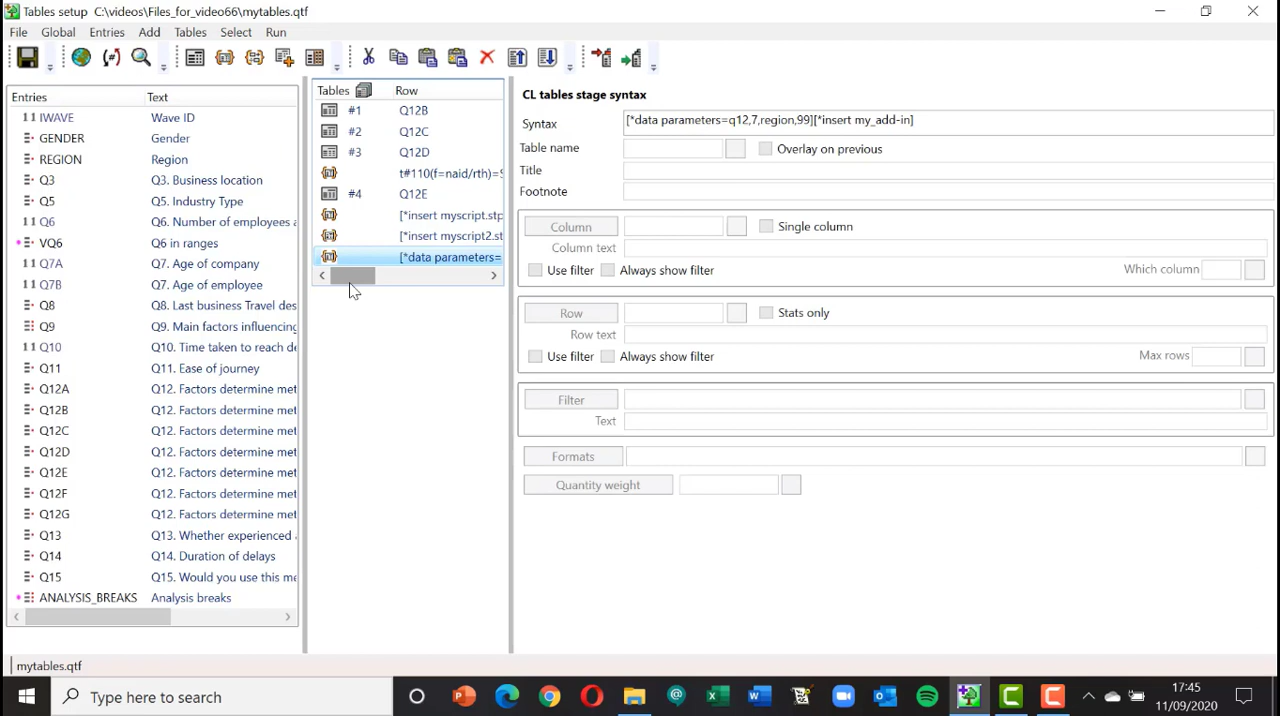 Tables setup C:\videos\Files_for_video66\mytables.qtf
File Global Entries Add Tables Select Run
Entries Text
IWAVE Wave ID
GENDER Gender
REGION Region
Q3 Q3. Business location
Q5 Q5. Industry Type
Q6 Q6. Number of employees a
VQ6 Q6 in ranges
Q7A Q7. Age of company
Q7B Q7. Age of employee
Q8 Q8. Last business Travel des
Q9 Q9. Main factors influencing
Q10 Q10. Time taken to reach de
Q11 Q11. Ease of journey
Q12A Q12. Factors determine met
Q12B Q12. Factors determine met
Q12C Q12. Factors determine met
Q12D Q12. Factors determine met
Q12E Q12. Factors determine met
Q12F Q12. Factors determine met
Q12G Q12. Factors determine met
Q13 Q13. Whether experienced
Q14 Q14. Duration of delays
Q15 Q15. Would you use this me
ANALYSIS_BREAKS Analysis breaks
Tables Row
#1 Q12B
#2 Q12C
#3 Q12D
t#110(f=naid/rth)=
#4 Q12E
[*insert myscript.stp
[*insert myscript2.st
[*data parameters=
CL tables stage syntax
Syntax [*data parameters=q12,7,region,99][*insert my_add-in]
Table name Overlay on previous
Title
Footnote
Column Single column
Column text
Use filter Always show filter Which column
Row Stats only
Row text
Use filter Always show filter Max rows
Filter
Text
Formats
Quantity weight
mytables.qtf
Type here to search
17:45
11/09/2020